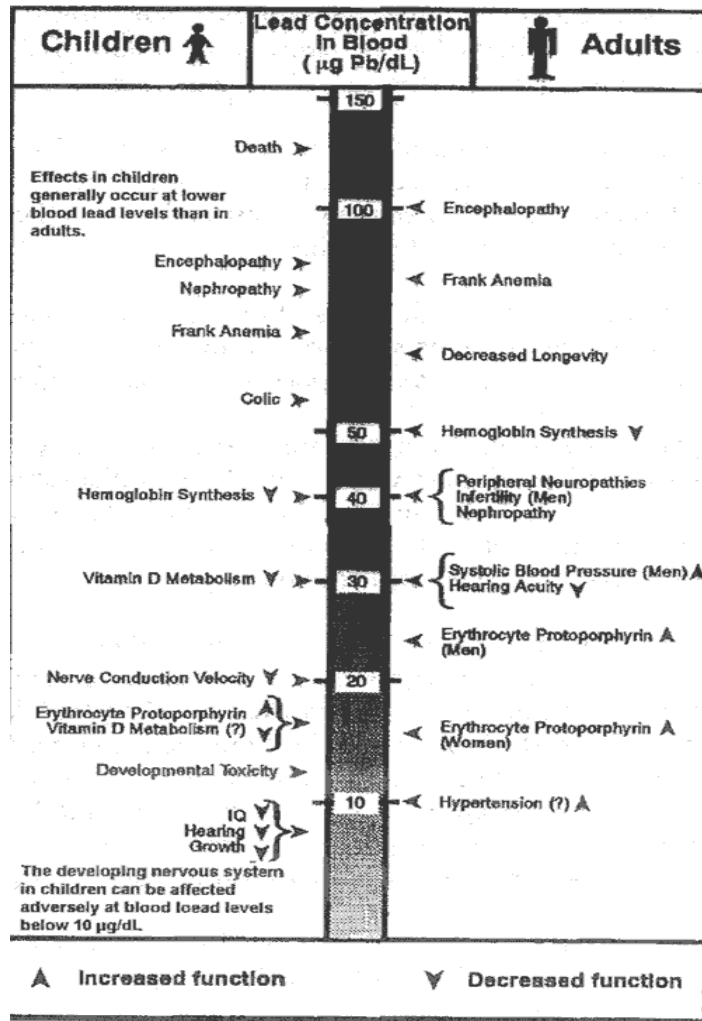 Children
Lead Concentration
in Blood
( µg Pb/dL)
Adults
150
Death
Effects in children
generally occur at lower
blood lead levels than in
adults.
100
Encephalopathy
Encephalopathy
Nephropathy
Frank Anemia
Frank Anemia
Decreased Longevity
Colic
50
Hemoglobin Synthesis
Hemoglobin Synthesis
40
Peripheral Neuropathies
Infertility (Men)
Nephropathy
Vitamin D Metabolism
30
Systolic Blood Pressure (Men)
Hearing Acuity
Erythrocyte Protoporphyrin
(Men)
Nerve Conduction Velocity
20
Erythrocyte Protoporphyrin
Vitamin D Metabolism (?)
Erythrocyte Protoporphyrin
(Women)
Developmental Toxicity
10
Hypertension (?)
IQ
Hearing
Growth
The developing nervous system
in children can be affected
adversely at blood loead levels
below 10 µg/dL
Increased function
Decreased function